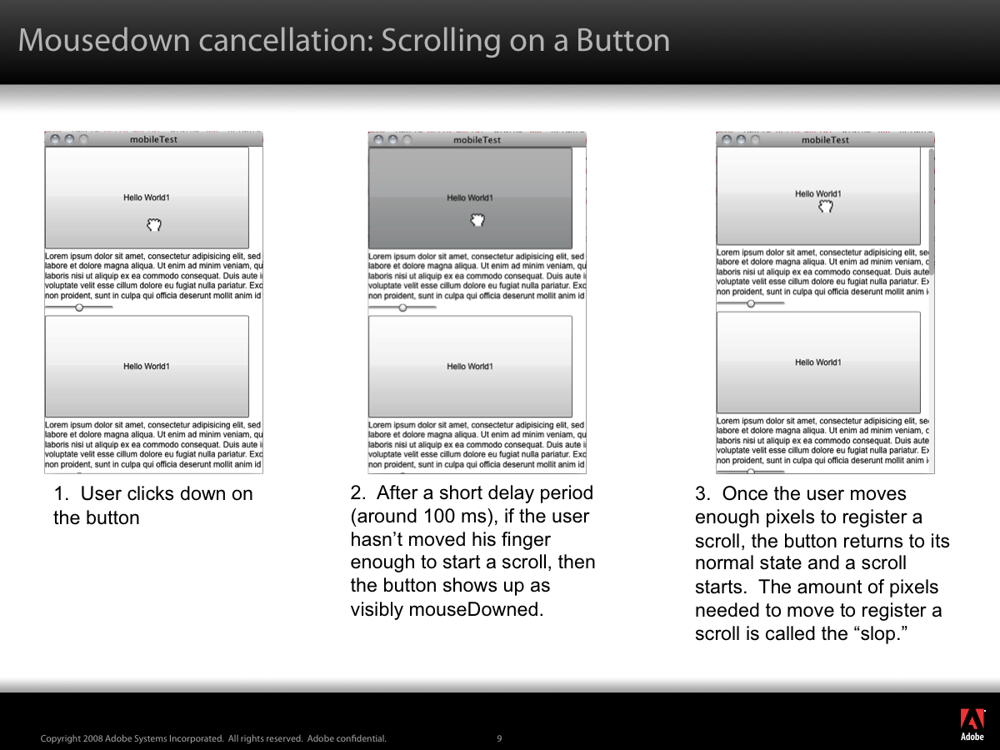 Mousedown cancellation: Scrolling on a Button
mobileTest
Hello World1
Lorem ipsum dolor sit amet, consectetur adipisicing elit, sed
labore et dolore magna aliqua. Ut enim ad minim veniam, qu
laboris nisi ut aliquip ex ea commodo consequat. Duis aute i
voluptate velit esse cillum dolore eu fugiat nulla pariatur. Exc
non proident, sunt in culpa qui officia deserunt mollit anim id
Hello World1
Lorem ipsum dolor sit amet, consectetur adipisicing elit, sed
labore et dolore magna aliqua. Ut enim ad minim veniam, qu
laboris nisi ut aliquip ex ea commodo consequat. Duis aute i
voluptate velit esse cillum dolore eu fugiat nulla pariatur. Exc
non proident, sunt in culpa qui officia deserunt mollit anim id
1. User clicks down on
the button
mobileTest
Hello World1
Lorem ipsum dolor sit amet, consectetur adipisicing elit, sed
labore et dolore magna aliqua. Ut enim ad minim veniam, qu
laboris nisi ut aliquip ex ea commodo consequat. Duis aute i
voluptate velit esse cillum dolore eu fugiat nulla pariatur. Exc
non proident, sunt in culpa qui officia deserunt mollit anim id
Hello World1
Lorem ipsum dolor sit amet, consectetur adipisicing elit, sed
labore et dolore magna aliqua. Ut enim ad minim veniam, qu
laboris nisi ut aliquip ex ea commodo consequat. Duis aute i
voluptate velit esse cillum dolore eu fugiat nulla pariatur. Exc
non proident, sunt in culpa qui officia deserunt mollit anim id
2. After a short delay period
(around 100 ms), if the user
hasn’t moved his finger
enough to start a scroll, then
the button shows up as
visibly mouseDowned.
mobileTest
Hello World1
Lorem ipsum dolor sit amet, consectetur adipisicing elit, se
labore et dolore magna aliqua. Ut enim ad minim veniam, c
laboris nisi ut aliquip ex ea commodo consequat. Duis aute
voluptate velit esse cillum dolore eu fugiat nulla pariatur. Ex
non proident, sunt in culpa qui officia deserunt mollit anim i
Hello World1
Lorem ipsum dolor sit amet, consectetur adipisicing elit, se
labore et dolore magna aliqua. Ut enim ad minim veniam, c
laboris nisi ut aliquip ex ea commodo consequat. Duis aute
voluptate velit esse cillum dolore eu fugiat nulla pariatur. Ex
non proident, sunt in culpa qui officia deserunt mollit anim i
3. Once the user moves
enough pixels to register a
scroll, the button returns to its
normal state and a scroll
starts. The amount of pixels
needed to move to register a
scroll is called the “slop.”
Copyright 2008 Adobe Systems Incorporated. All rights reserved. Adobe confidential.
9
Adobe